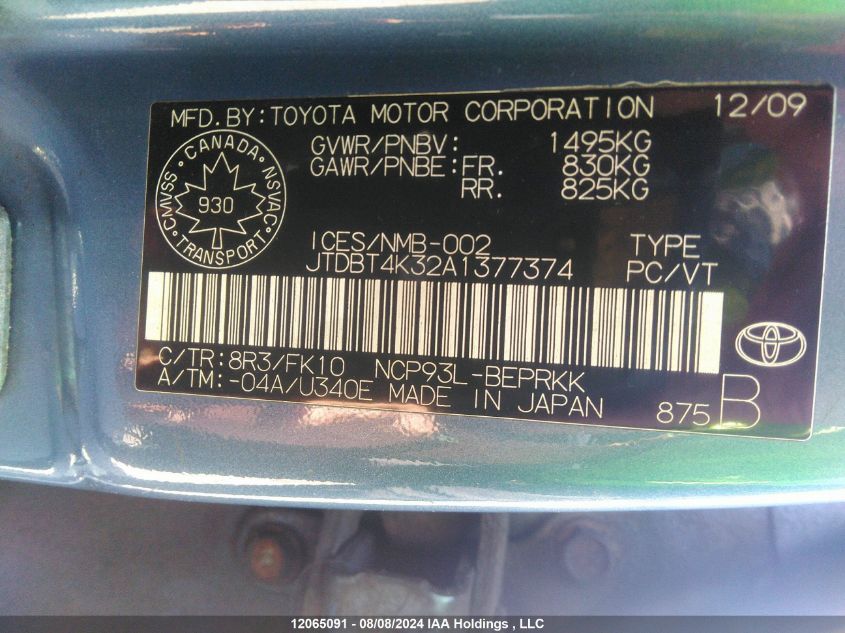 MFD.BY:TOYOTA MOTOR CORPORATION 12/09
GVWR/PNBV: 1495KG
GAWR/PNBE:FR. 830KG
RR. 825KG
CANADA
CMVSS NSVAC
930
TRANSPORT
ICES/NMB-002 TYPE
JTDBT4K32A1377374 PC/VT
C/TR:8R3/FK10 NCP93L-BEPRKK
A/TM:-04A/U340E MADE IN JAPAN 875 B
12065091 - 08/08/2024 IAA Holdings , LLC